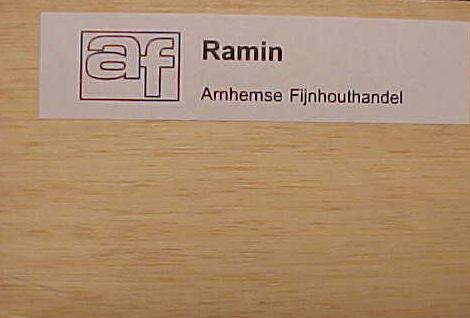 af
Ramin
Arnhemse Fijnhouthandel